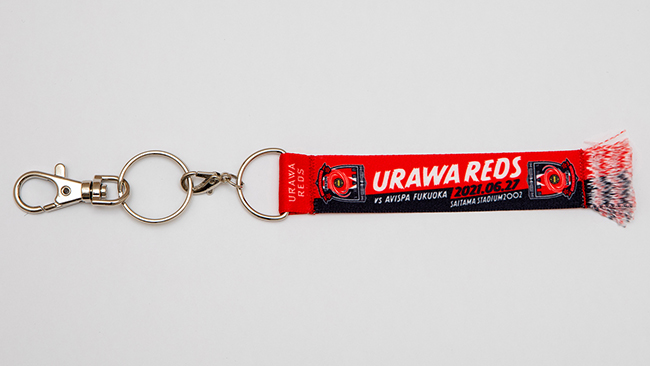 URAWA
REDS
URAWA REDS
VS AVISPA FUKUOKA 2021.06.27
SAITAMA STADIUM2002